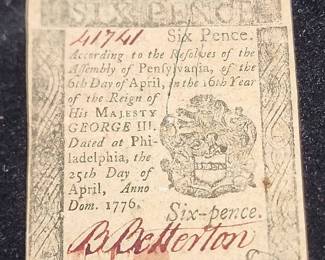 SIX PENCE
41741 Six Pence.
According to the Resolves of the
Assembly of Pensylvania, of the
6th Day of April, in the 16th Year
of the Reign of
His MAJESTY
GEORGE III.
Dated at Phi-
ladelphia, the
25th Day of
April, Anno
Dom. 1776.
Six-pence.
B Betterton